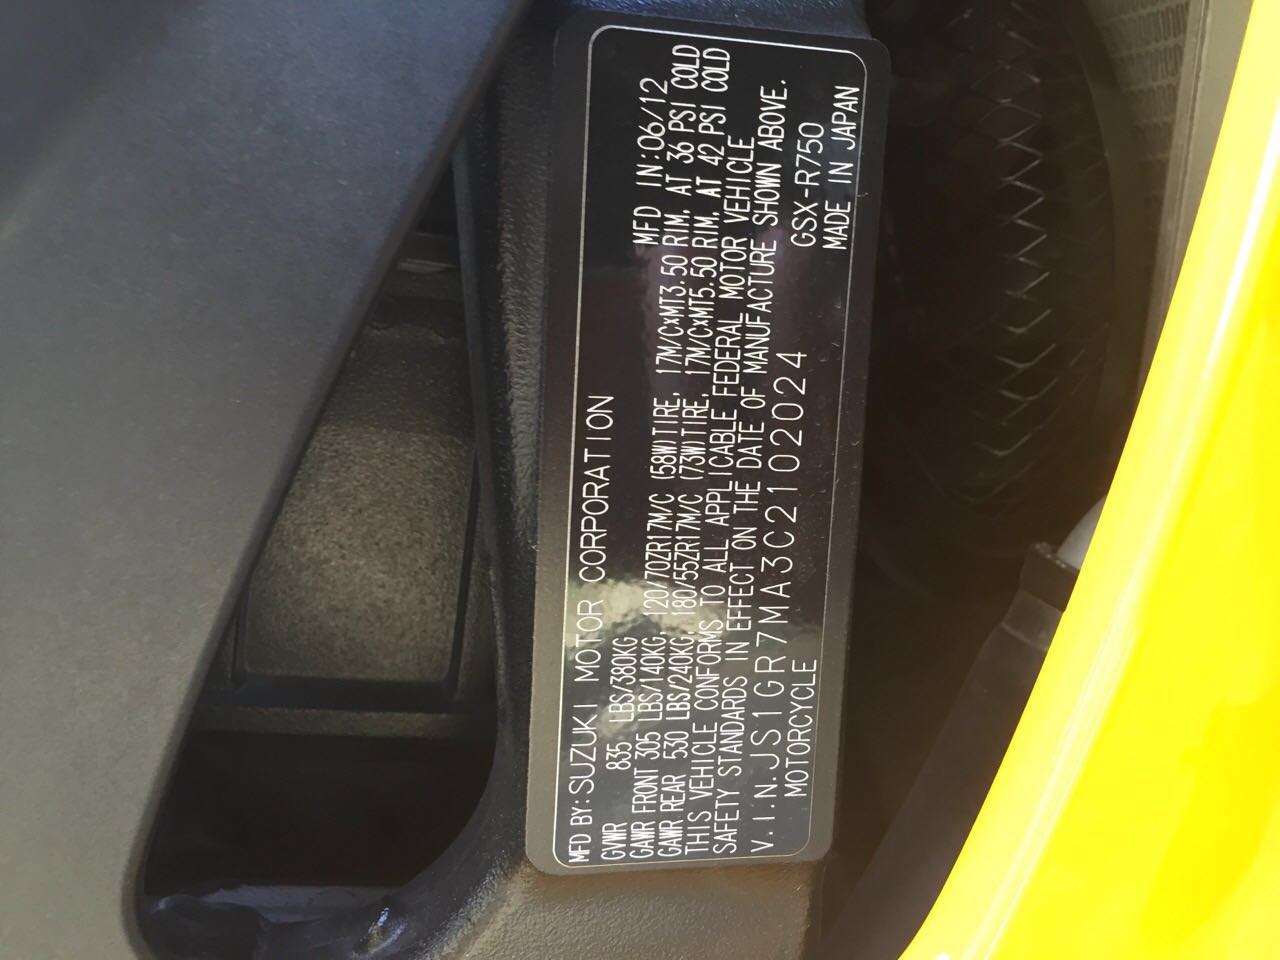 MFD BY:SUZUKI MOTOR CORPORATION
GVWR 835 LBS/380KG MFD IN:06/12
GAWR FRONT 305 LBS/140KG, 120/70ZR17M/C (58W)TIRE, 17M/CxMT3.50 RIM, AT 36 PSI COLD
GAWR REAR 530 LBS/240KG, 180/55ZR17M/C (73W)TIRE, 17M/CxMT5.50 RIM, AT 42 PSI COLD
THIS VEHICLE CONFORMS TO ALL APPLICABLE FEDERAL MOTOR VEHICLE
SAFETY STANDARDS IN EFFECT ON THE DATE OF MANUFACTURE SHOWN ABOVE.
V.I.N.JS1GR7MA3C2102024 GSX-R750
MOTORCYCLE MADE IN JAPAN